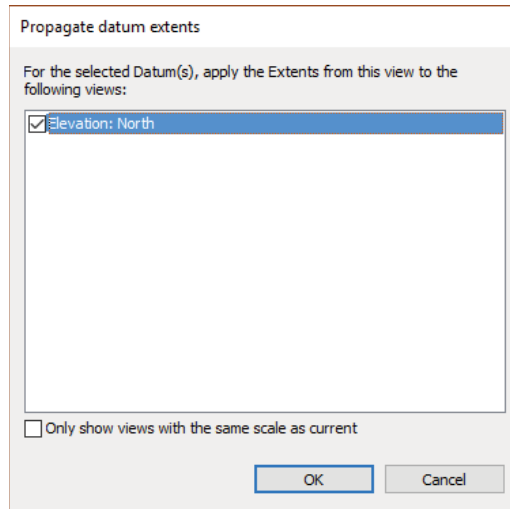 Propagate datum extents
For the selected Datum(s), apply the Extents from this view to the
following views:
Elevation: North
Only show views with the same scale as current
OK
Cancel